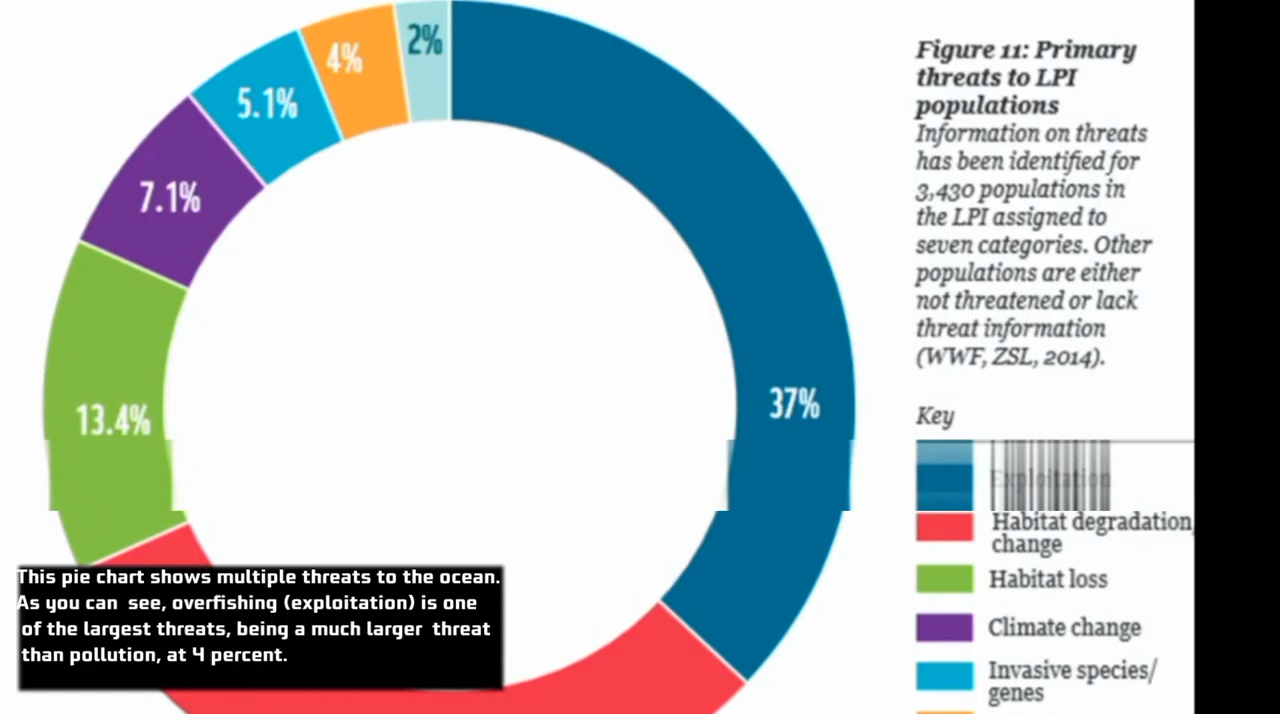 2%
4%
5.1%
7.1%
13.4%
37%
Figure 11: Primary
threats to LPI
populations
Information on threats
has been identified for
3,430 populations in
the LPI assigned to
seven categories. Other
populations are either
not threatened or lack
threat information
(WWF, ZSL, 2014).
Key
Exploitation
Habitat degradation/
change
Habitat loss
Climate change
Invasive species/
genes
This pie chart shows multiple threats to the ocean.
As you can see, overfishing (exploitation) is one
of the largest threats, being a much larger threat
than pollution, at 4 percent.